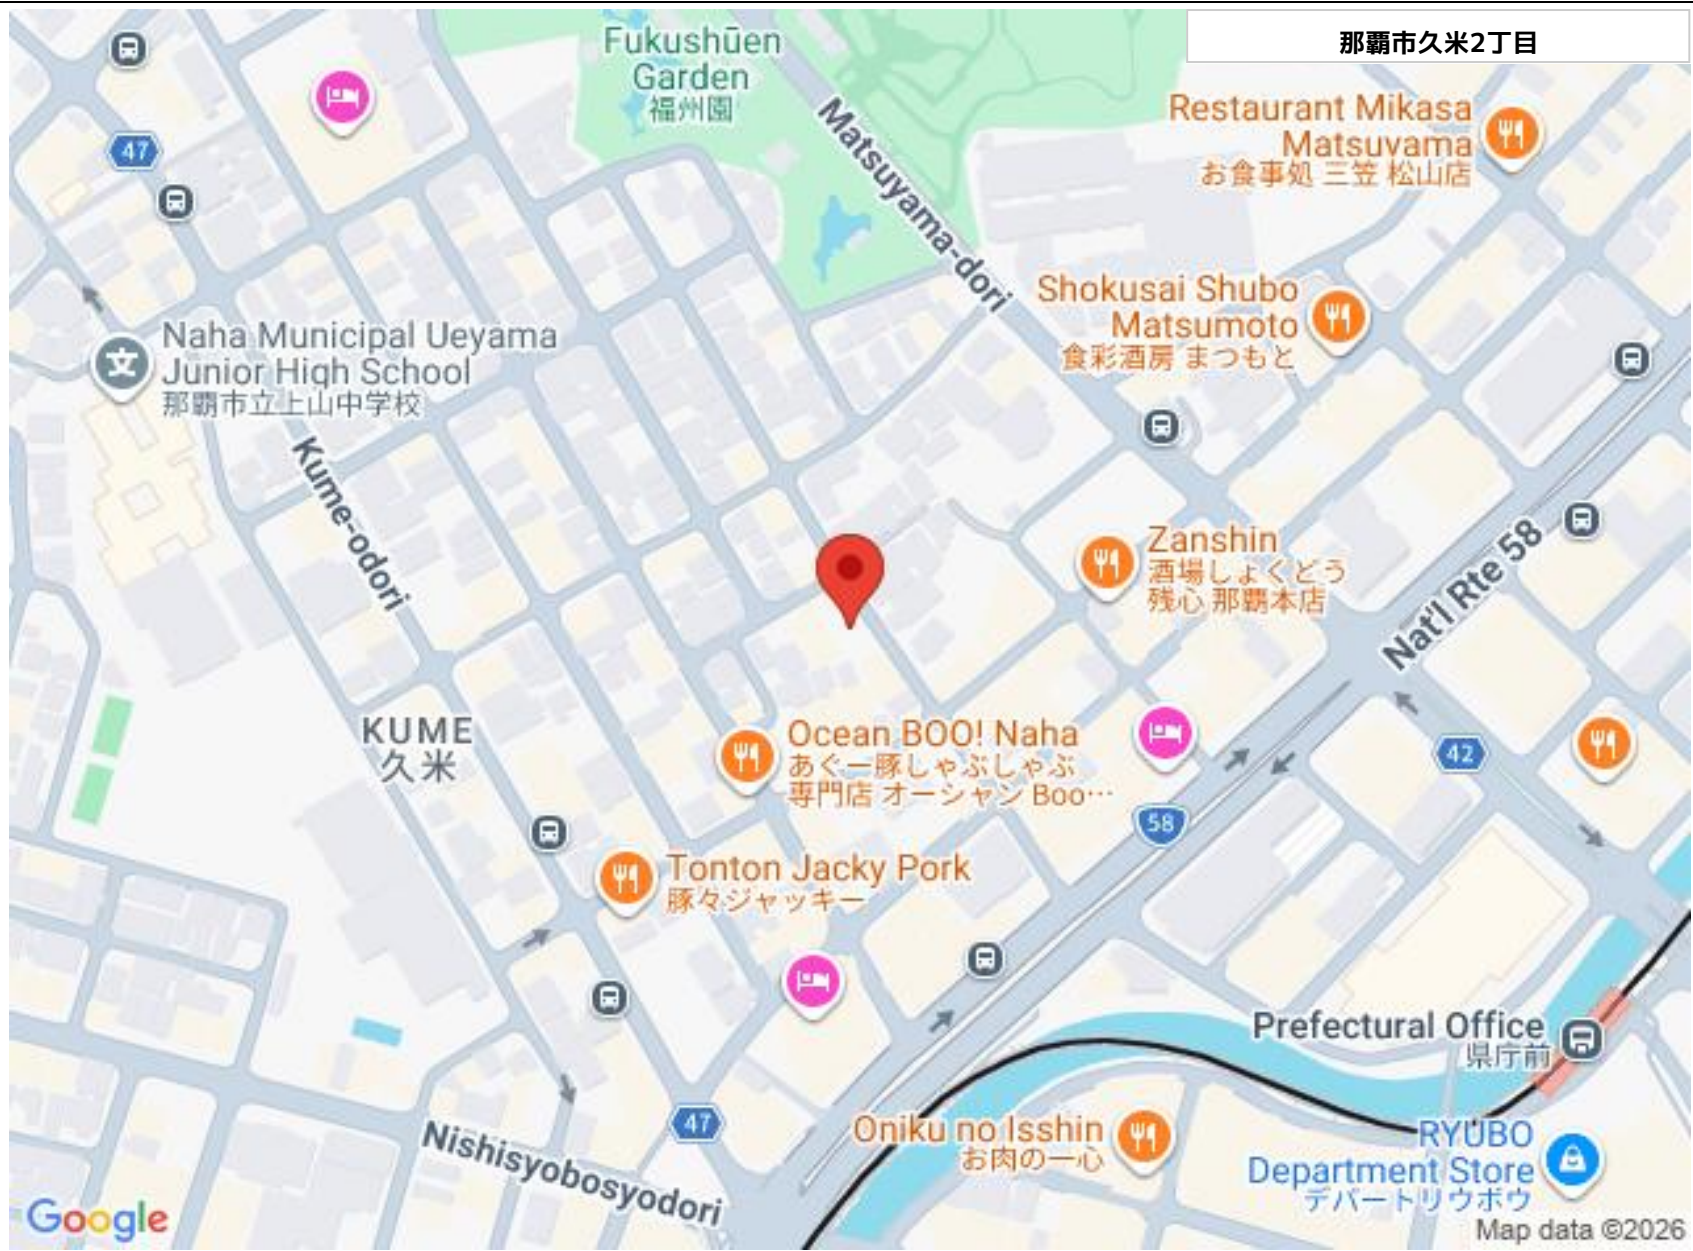 那覇市久米2丁目
Fukushūen
Garden
福州園
Matsuyama-dori
Restaurant Mikasa
Matsuyama
お食事処 三笠 松山店
47
Shokusai Shubo
Matsumoto
食彩酒房 まつもと
Naha Municipal Ueyama
Junior High School
那覇市立上山中学校
文
Kume-odori
Zanshin
酒場しょくどう
残心 那覇本店
Nat'l Rte 58
KUME
久米
Ocean BOO! Naha
あぐー豚しゃぶしゃぶ
専門店 オーシャン Boo…
42
58
Tonton Jacky Pork
豚々ジャッキー
Prefectural Office
県庁前
47
Nishisyobosyodori
Oniku no Isshin
お肉の一心
RYUBO
Department Store
デパートリウボウ
Google
Map data ©2026